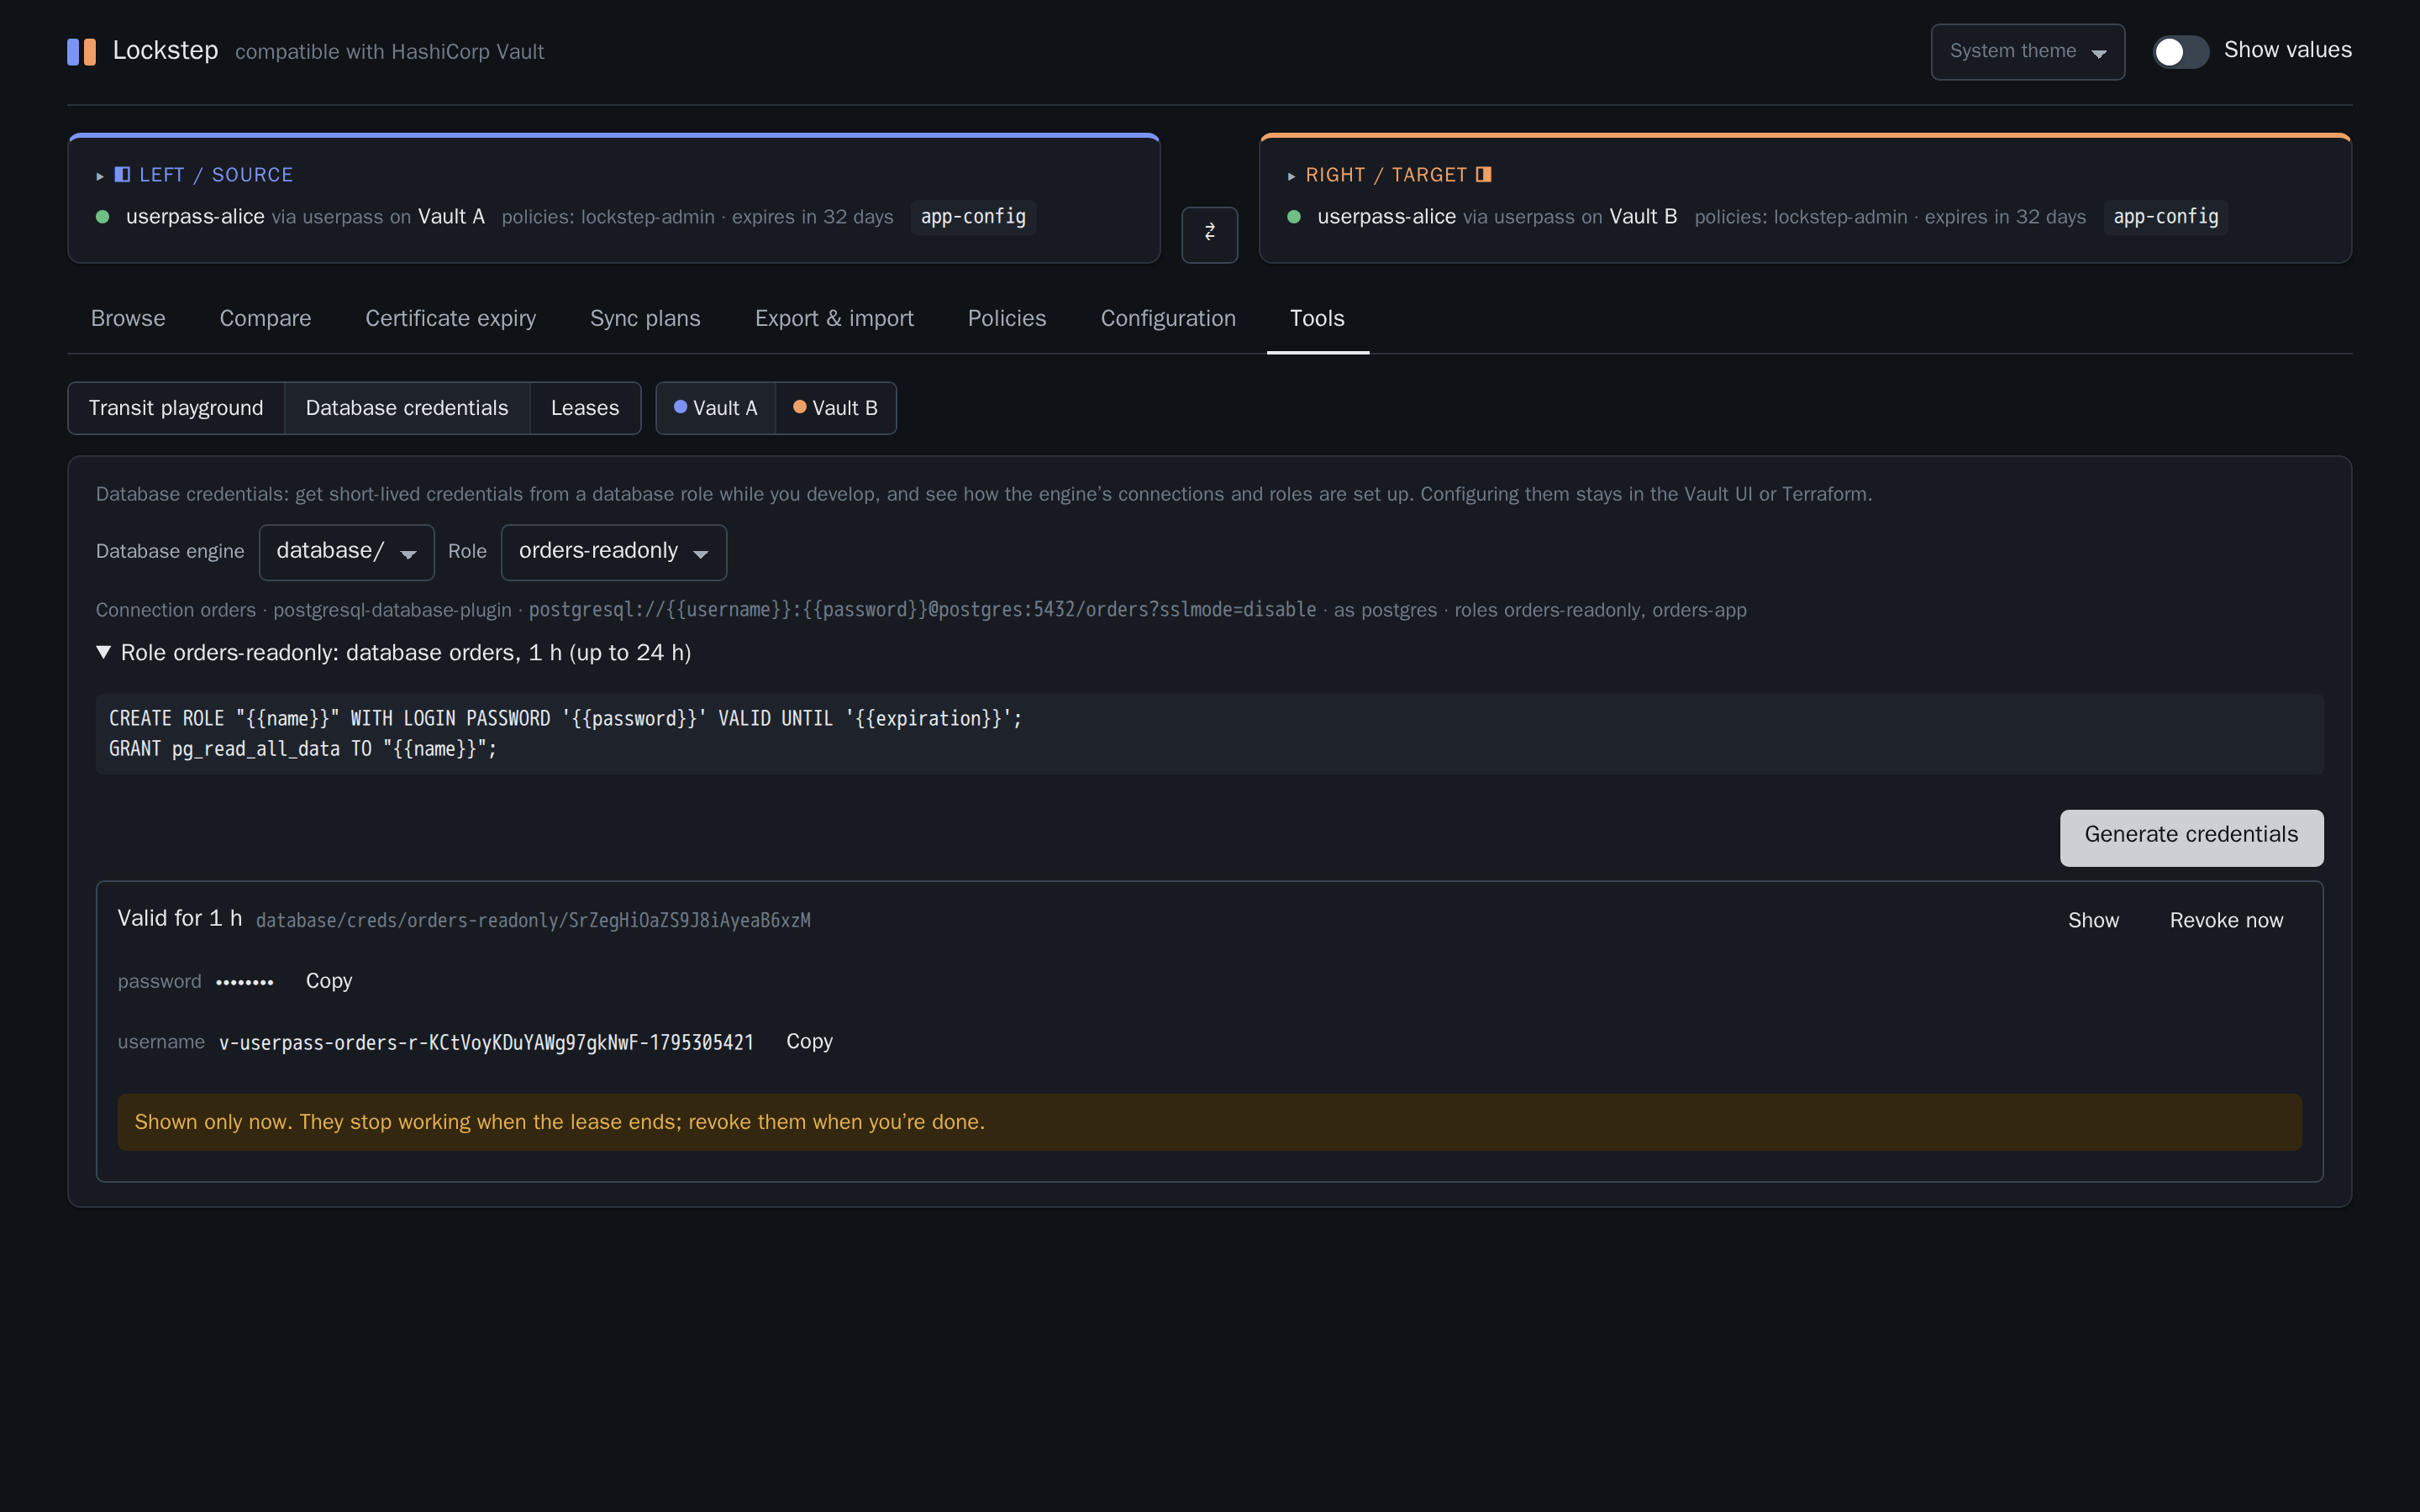 Lockstep compatible with HashiCorp Vault
System theme
Show values
LEFT / SOURCE
userpass-alice via userpass on Vault A policies: lockstep-admin · expires in 32 days app-config
RIGHT / TARGET
userpass-alice via userpass on Vault B policies: lockstep-admin · expires in 32 days app-config
Browse Compare Certificate expiry Sync plans Export & import Policies Configuration Tools
Transit playground Database credentials Leases Vault A Vault B
Database credentials: get short-lived credentials from a database role while you develop, and see how the engine’s connections and roles are set up. Configuring them stays in the Vault UI or Terraform.
Database engine database/ Role orders-readonly
Connection orders · postgresql-database-plugin · postgresql://{{username}}:{{password}}@postgres:5432/orders?sslmode=disable · as postgres · roles orders-readonly, orders-app
Role orders-readonly: database orders, 1 h (up to 24 h)
CREATE ROLE "{{name}}" WITH LOGIN PASSWORD '{{password}}' VALID UNTIL '{{expiration}}';
GRANT pg_read_all_data TO "{{name}}";
Generate credentials
Valid for 1 h database/creds/orders-readonly/SrZegHiOaZS9J8iAyeaB6xzM Show Revoke now
password •••••••• Copy
username v-userpass-orders-r-KCtVoyKDuYAWg97gkNwF-1795305421 Copy
Shown only now. They stop working when the lease ends; revoke them when you’re done.